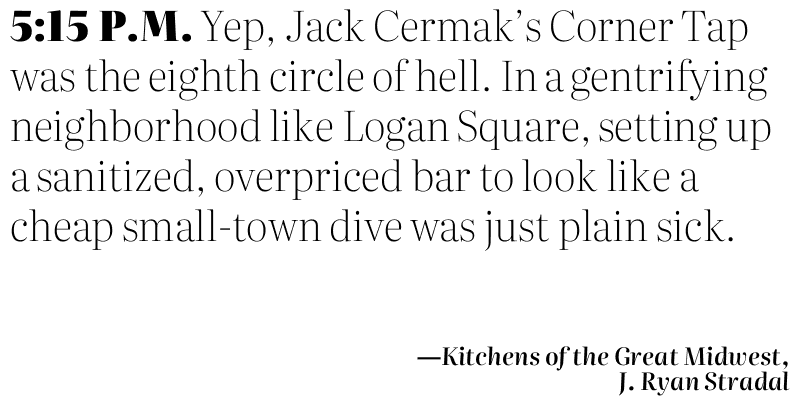 5:15 P.M. Yep, Jack Cermak’s Corner Tap
was the eighth circle of hell. In a gentrifying
neighborhood like Logan Square, setting up
a sanitized, overpriced bar to look like a
cheap small-town dive was just plain sick.
—Kitchens of the Great Midwest,
J. Ryan Stradal